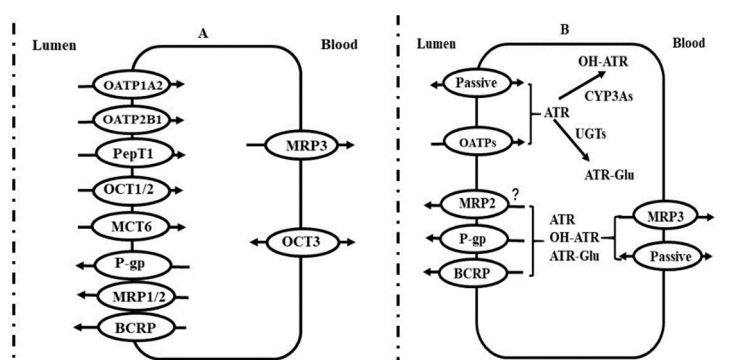 A
Lumen
Blood
OATP1A2
OATP2B1
PepT1
OCT1/2
MCT6
P-gp
MRP1/2
BCRP
MRP3
OCT3
B
Lumen
Blood
Passive
OATPs
ATR
OH-ATR
CYP3As
UGTs
ATR-Glu
MRP2
?
P-gp
BCRP
ATR
OH-ATR
ATR-Glu
MRP3
Passive